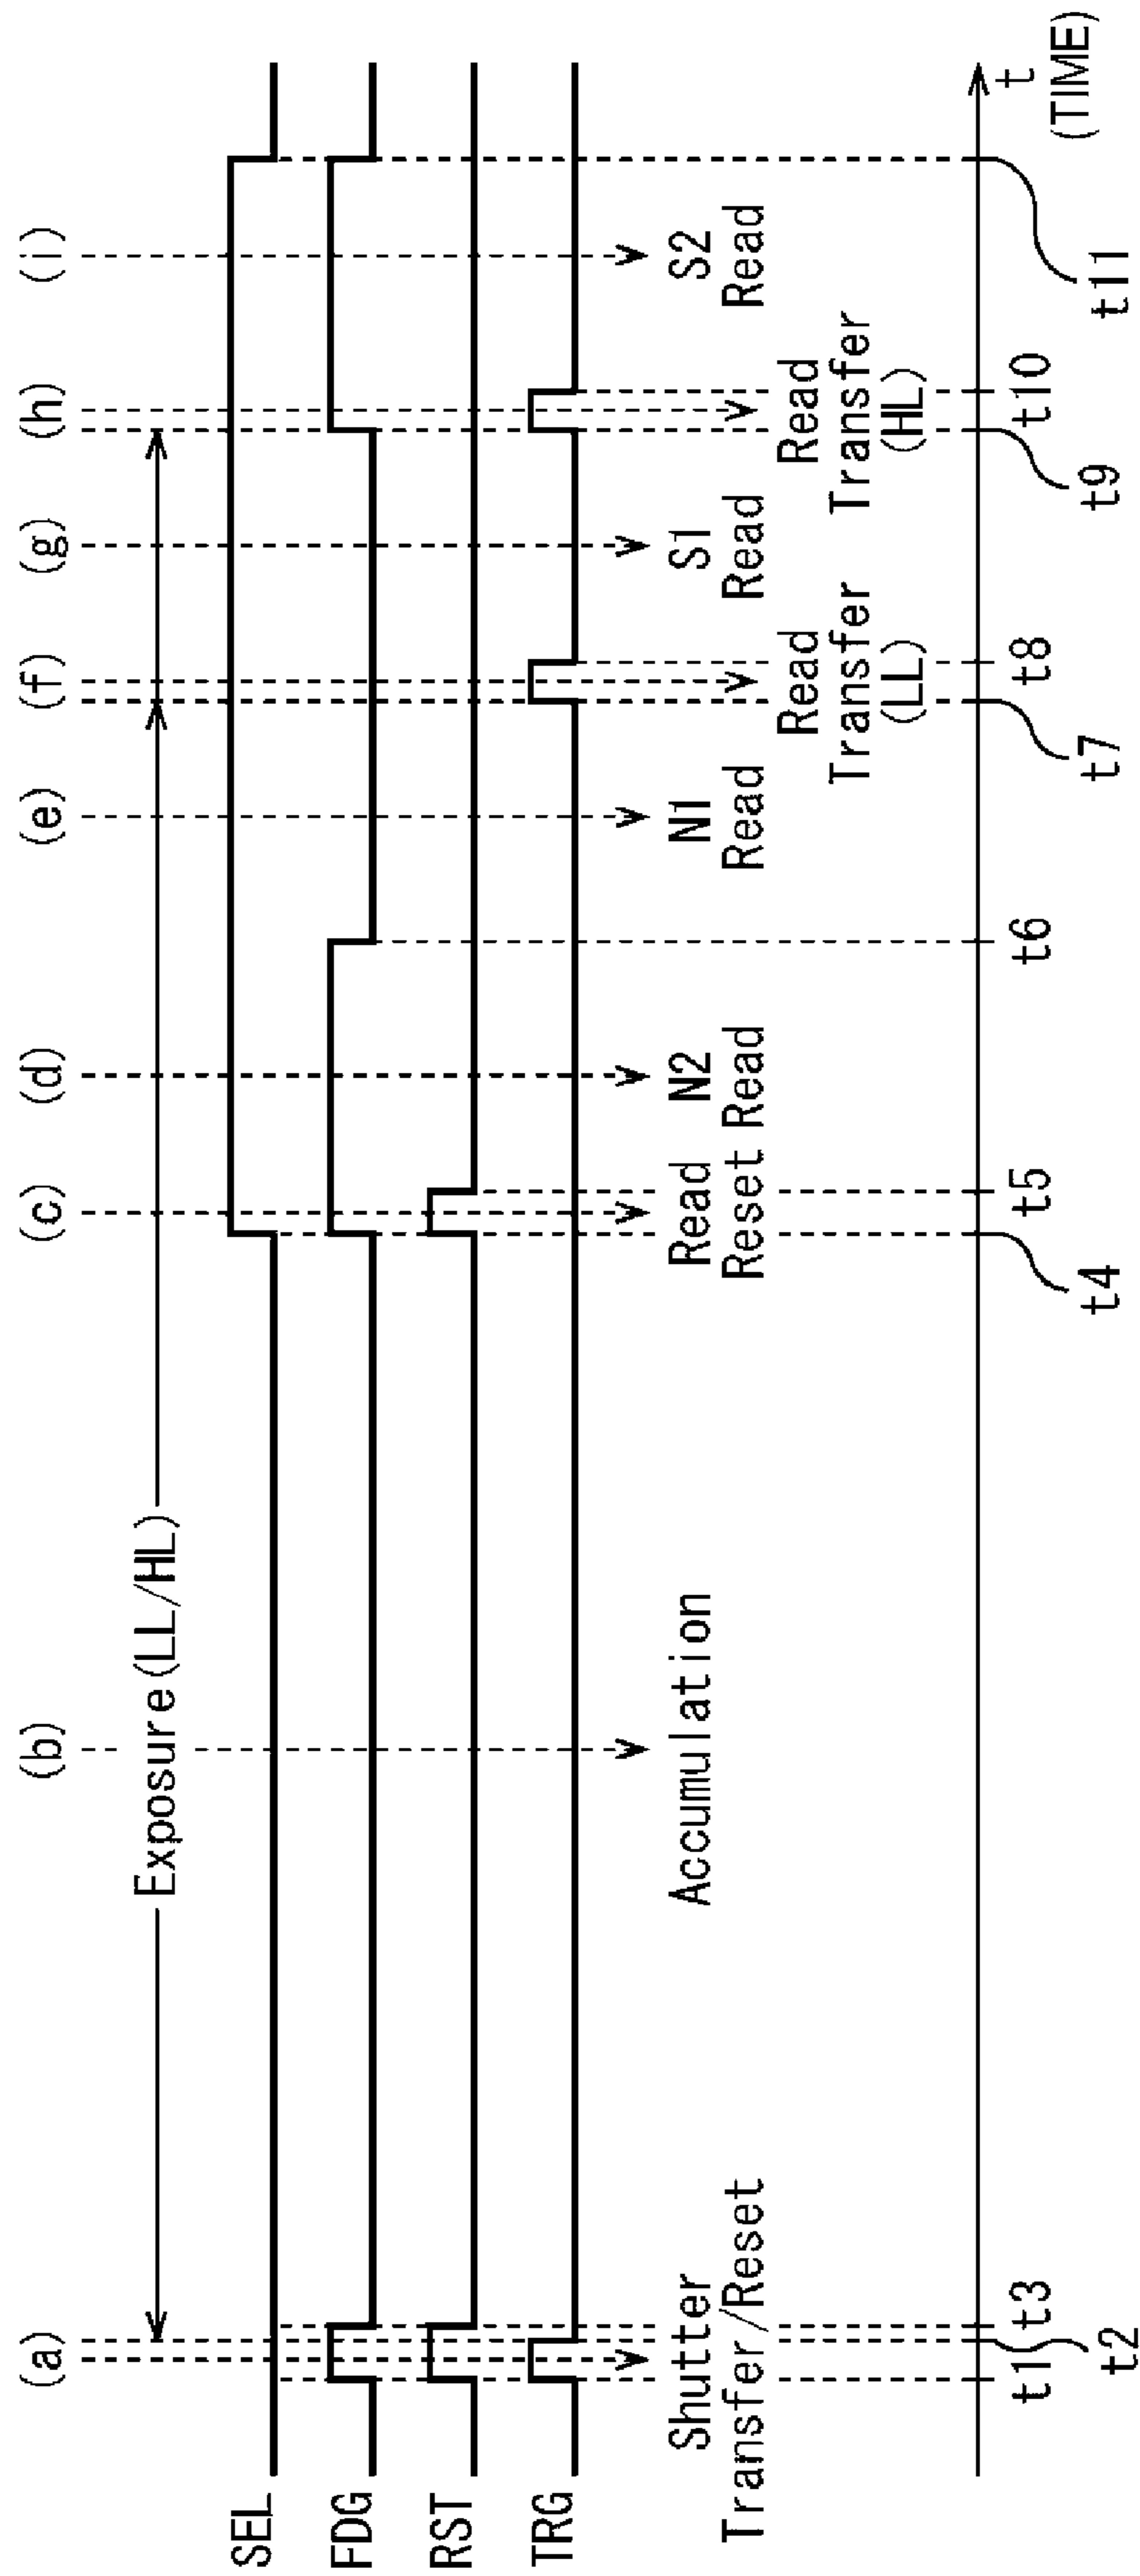 (a)
(b)
(c)
(d)
(e)
(f)
(g)
(h)
(i)
Exposure(LL/HL)
SEL
FDG
RST
TRG
Shutter
Transfer/Reset
Accumulation
Read
Reset
N2
Read
N1
Read
Read
Transfer
(LL)
S1
Read
Read
Transfer
(HL)
S2
Read
t1
t2
t3
t4
t5
t6
t7
t8
t9
t10
t11
t
(TIME)